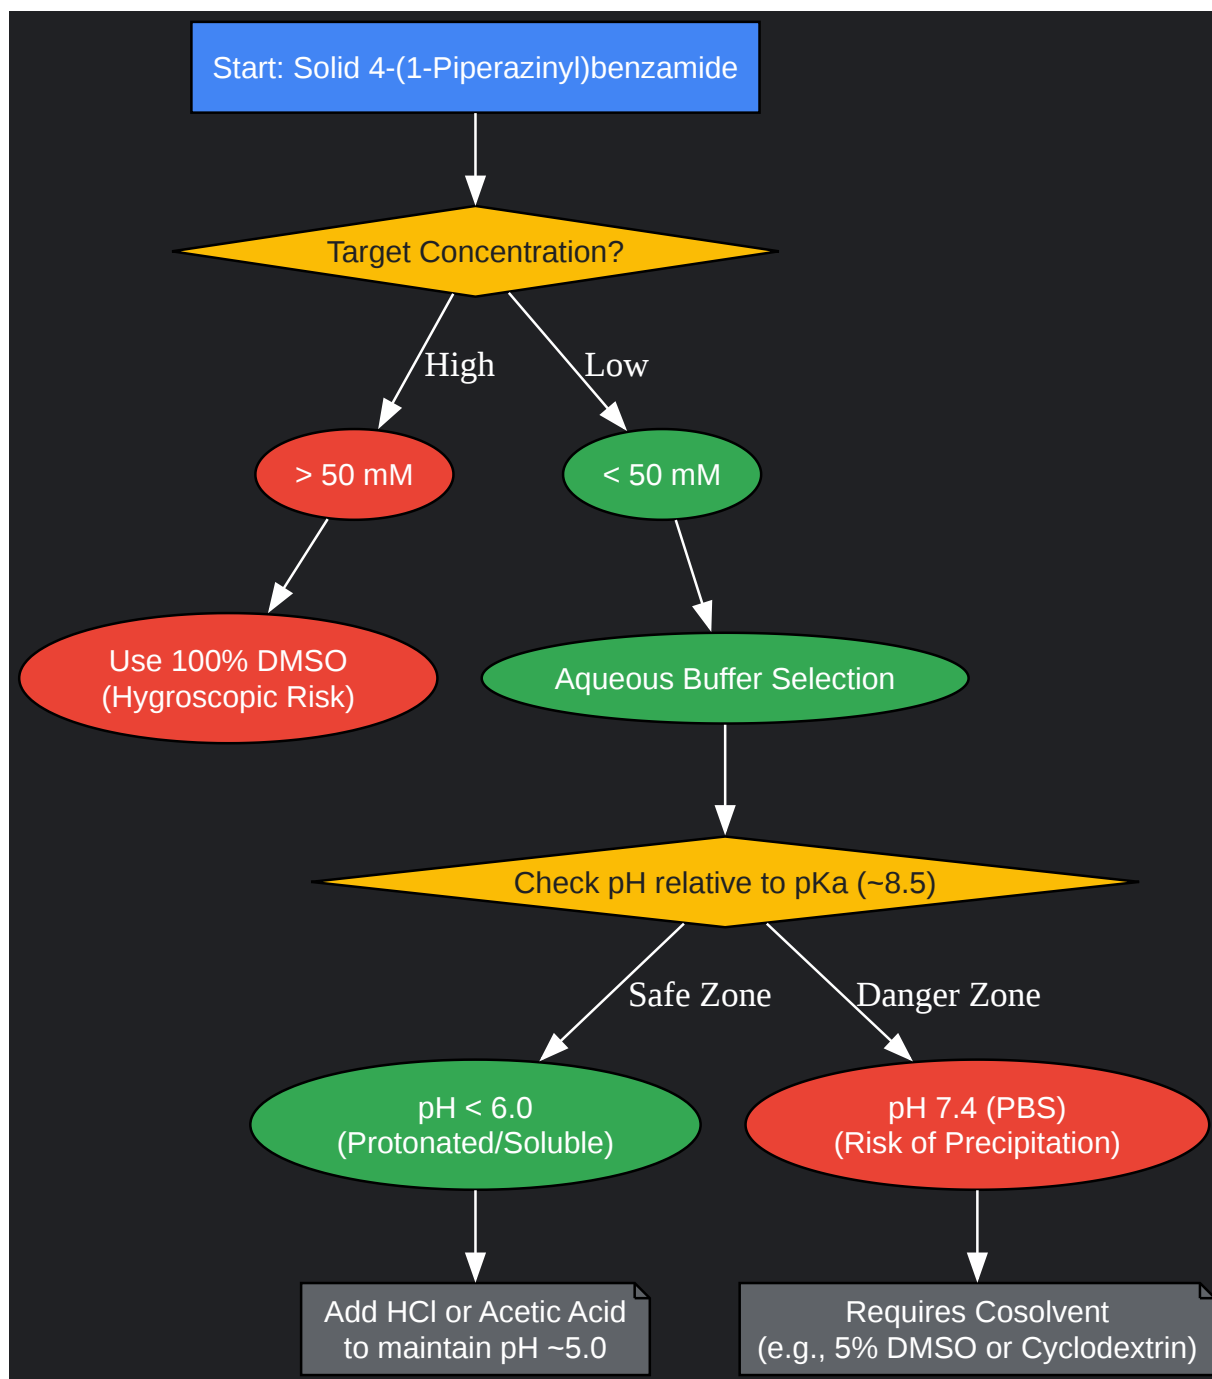 Start: Solid 4-(1-Piperazinyl)benzamide
Target Concentration?
High
Low
> 50 mM
< 50 mM
Use 100% DMSO
(Hygroscopic Risk)
Aqueous Buffer Selection
Check pH relative to pKa (~8.5)
Safe Zone
Danger Zone
pH < 6.0
(Protonated/Soluble)
pH 7.4 (PBS)
(Risk of Precipitation)
Add HCl or Acetic Acid
to maintain pH ~5.0
Requires Cosolvent
(e.g., 5% DMSO or Cyclodextrin)